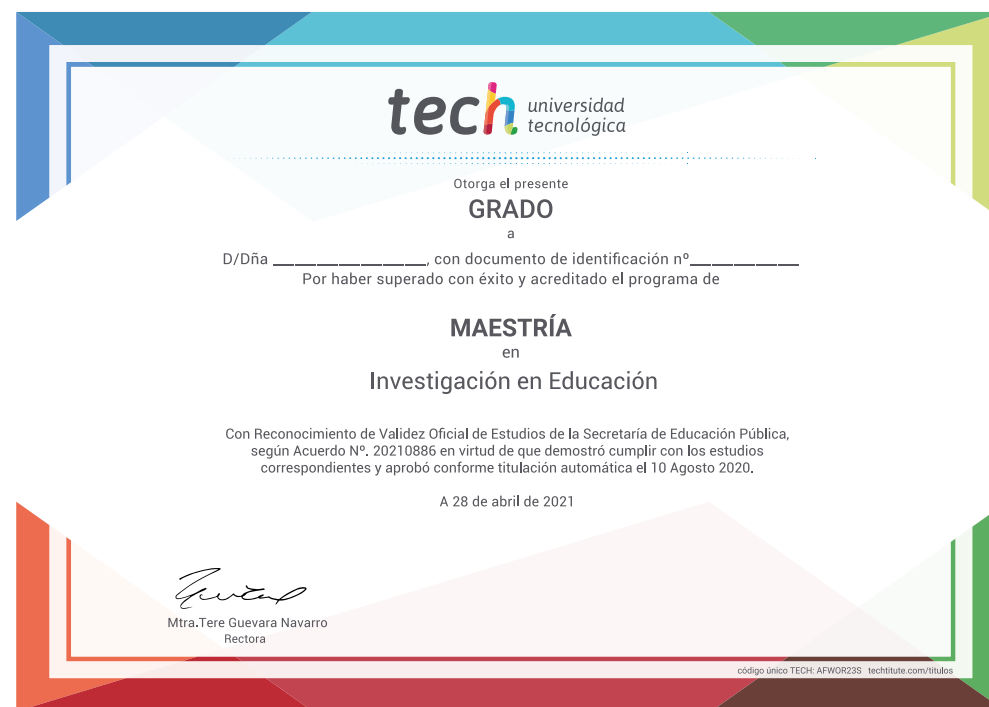 tech universidad
tecnológica
Otorga el presente
GRADO
a
D/Dña ____________________, con documento de identificación nº______________
Por haber superado con éxito y acreditado el programa de
MAESTRÍA
en
Investigación en Educación
Con Reconocimiento de Validez Oficial de Estudios de la Secretaría de Educación Pública,
según Acuerdo Nº. 20210886 en virtud de que demostró cumplir con los estudios
correspondientes y aprobó conforme titulación automática el 10 Agosto 2020.
A 28 de abril de 2021
Mtra.Tere Guevara Navarro
Rectora
código único TECH: AFWOR23S techtitute.com/titulos